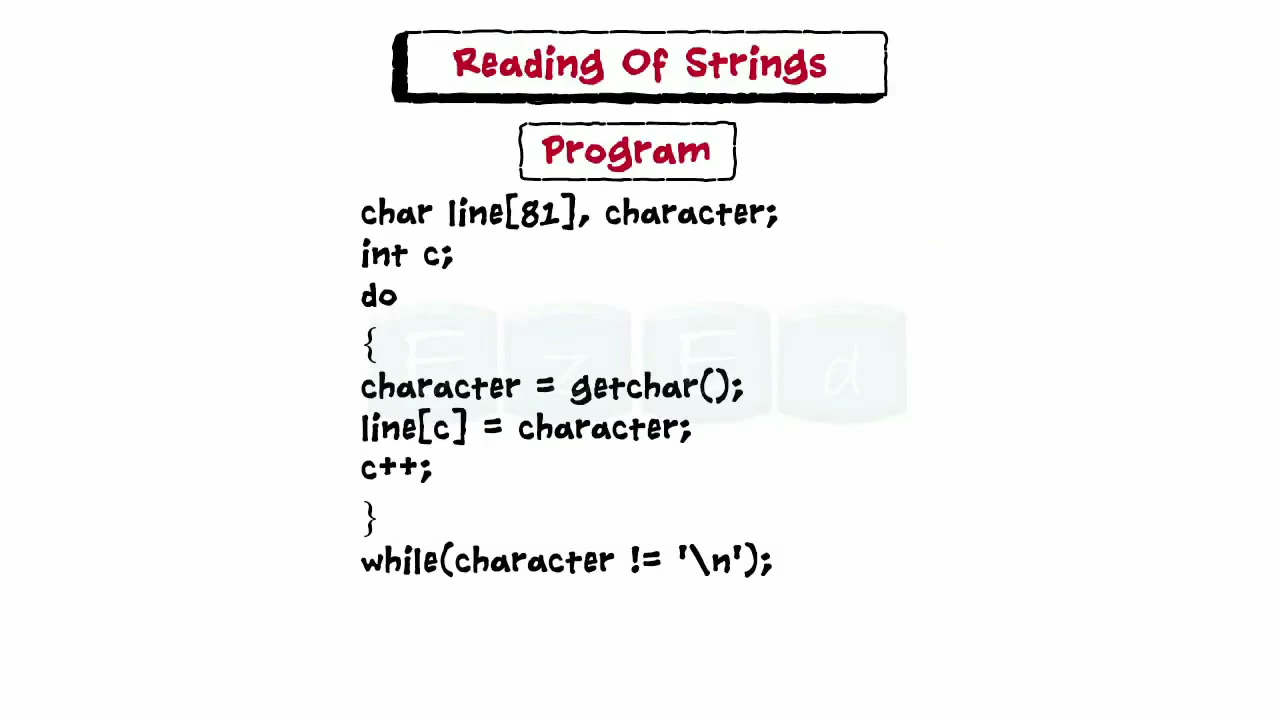 Reading Of Strings
Program
char line[81], character;
int c;
do
{
character = getchar();
line[c] = character;
c++;
}
while(character != '\n');
E z E d